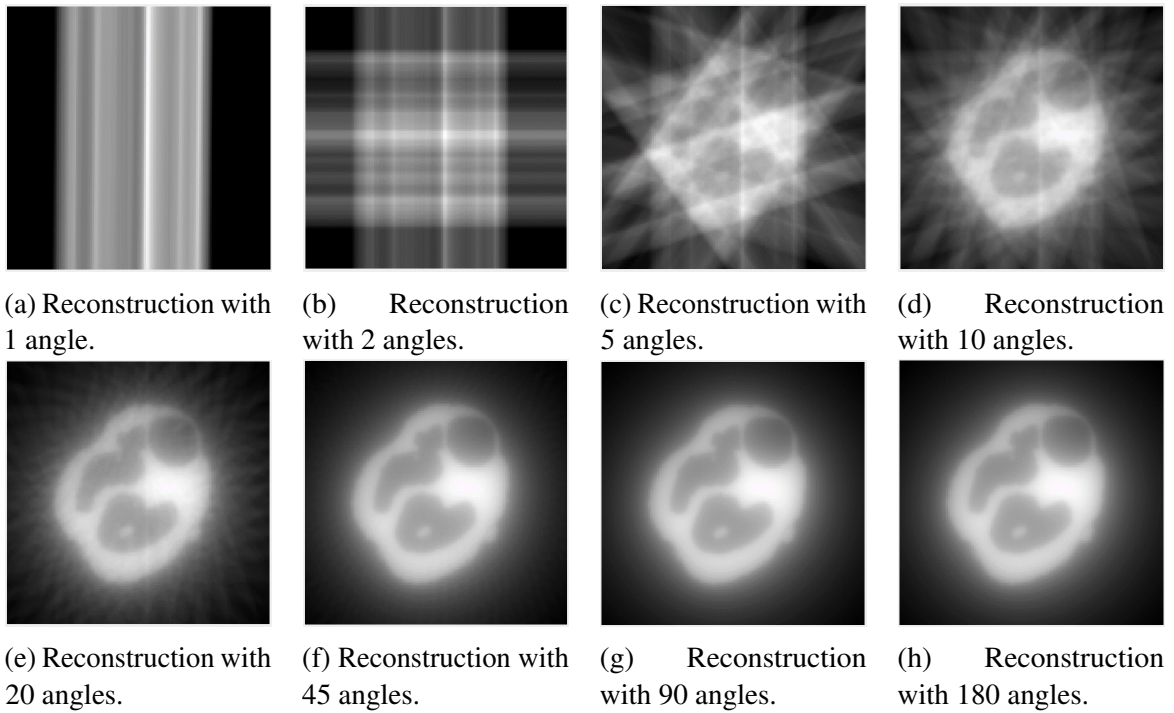 (a) Reconstruction with
1 angle.
(b) Reconstruction
with 2 angles.
(c) Reconstruction with
5 angles.
(d) Reconstruction
with 10 angles.
(e) Reconstruction with
20 angles.
(f) Reconstruction with
45 angles.
(g) Reconstruction
with 90 angles.
(h) Reconstruction
with 180 angles.